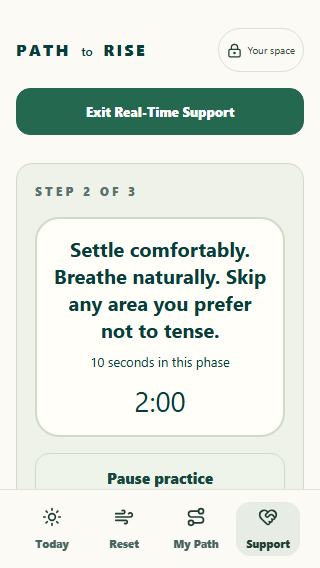 PATH to RISE
Your space
Exit Real-Time Support
STEP 2 OF 3
Settle comfortably.
Breathe naturally. Skip
any area you prefer
not to tense.
10 seconds in this phase
2:00
Pause practice
Today
Reset
My Path
Support